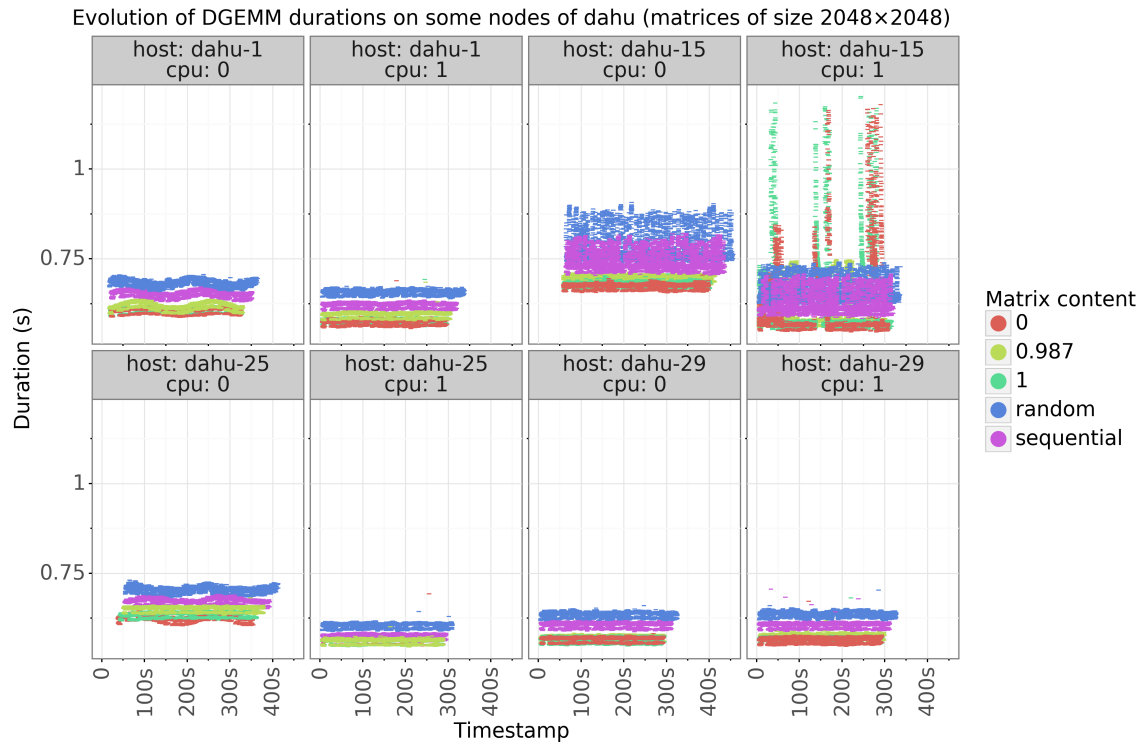 Evolution of DGEMM durations on some nodes of dahu (matrices of size 2048×2048)
host: dahu-1
cpu: 0
host: dahu-1
cpu: 1
host: dahu-15
cpu: 0
host: dahu-15
cpu: 1
1
0.75
host: dahu-25
cpu: 0
host: dahu-25
cpu: 1
host: dahu-29
cpu: 0
host: dahu-29
cpu: 1
1
0.75
Duration (s)
0 100s 200s 300s 400s
0 100s 200s 300s 400s
0 100s 200s 300s 400s
0 100s 200s 300s 400s
Timestamp
Matrix content
0
0.987
1
random
sequential